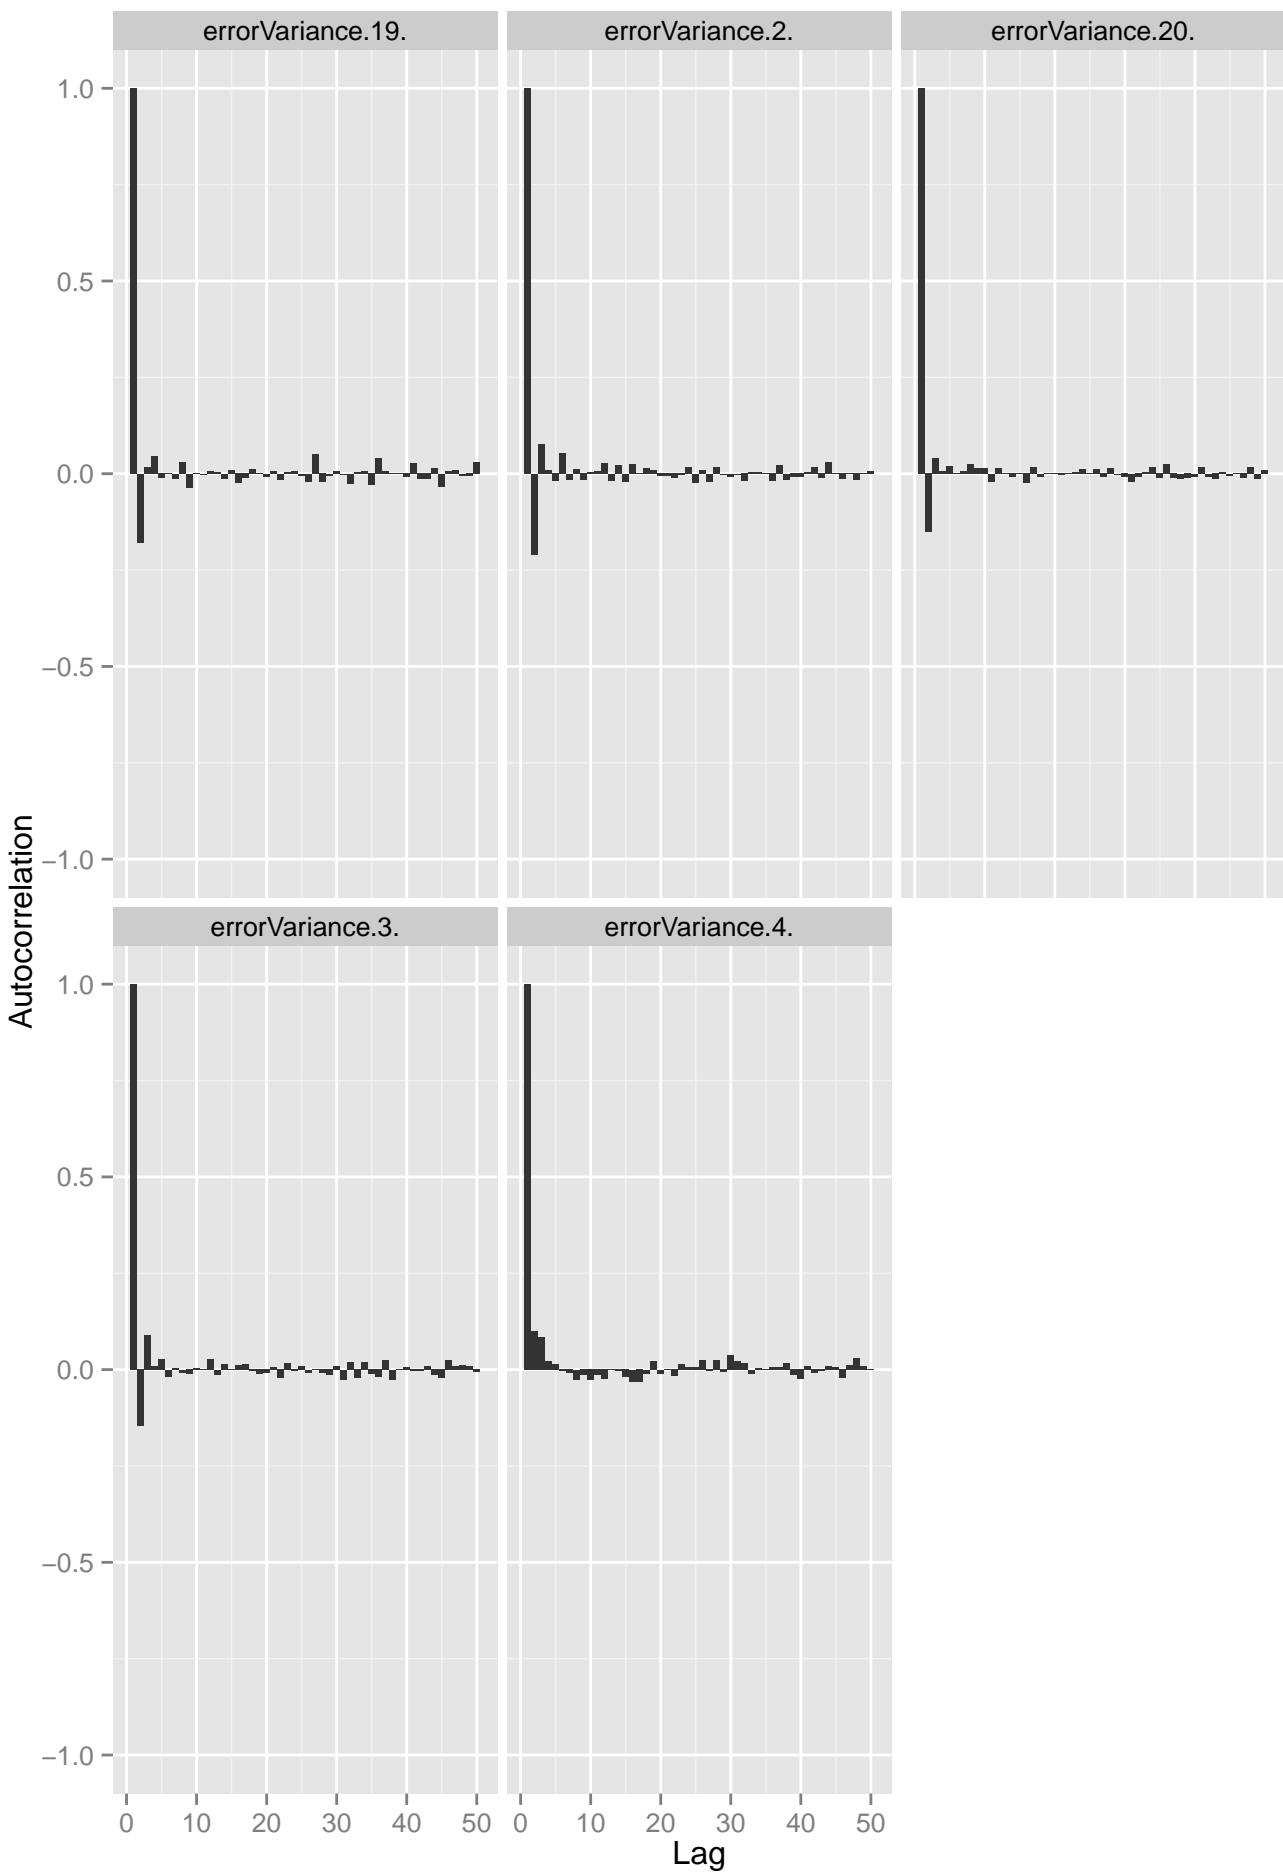 errorVariance.19. errorVariance.2. errorVariance.20.
1.0
0.5
0.0
−0.5
−1.0
Autocorrelation
errorVariance.3. errorVariance.4.
1.0
0.5
0.0
−0.5
−1.0
0 10 20 30 40 50 0 10 20 30 40 50
Lag